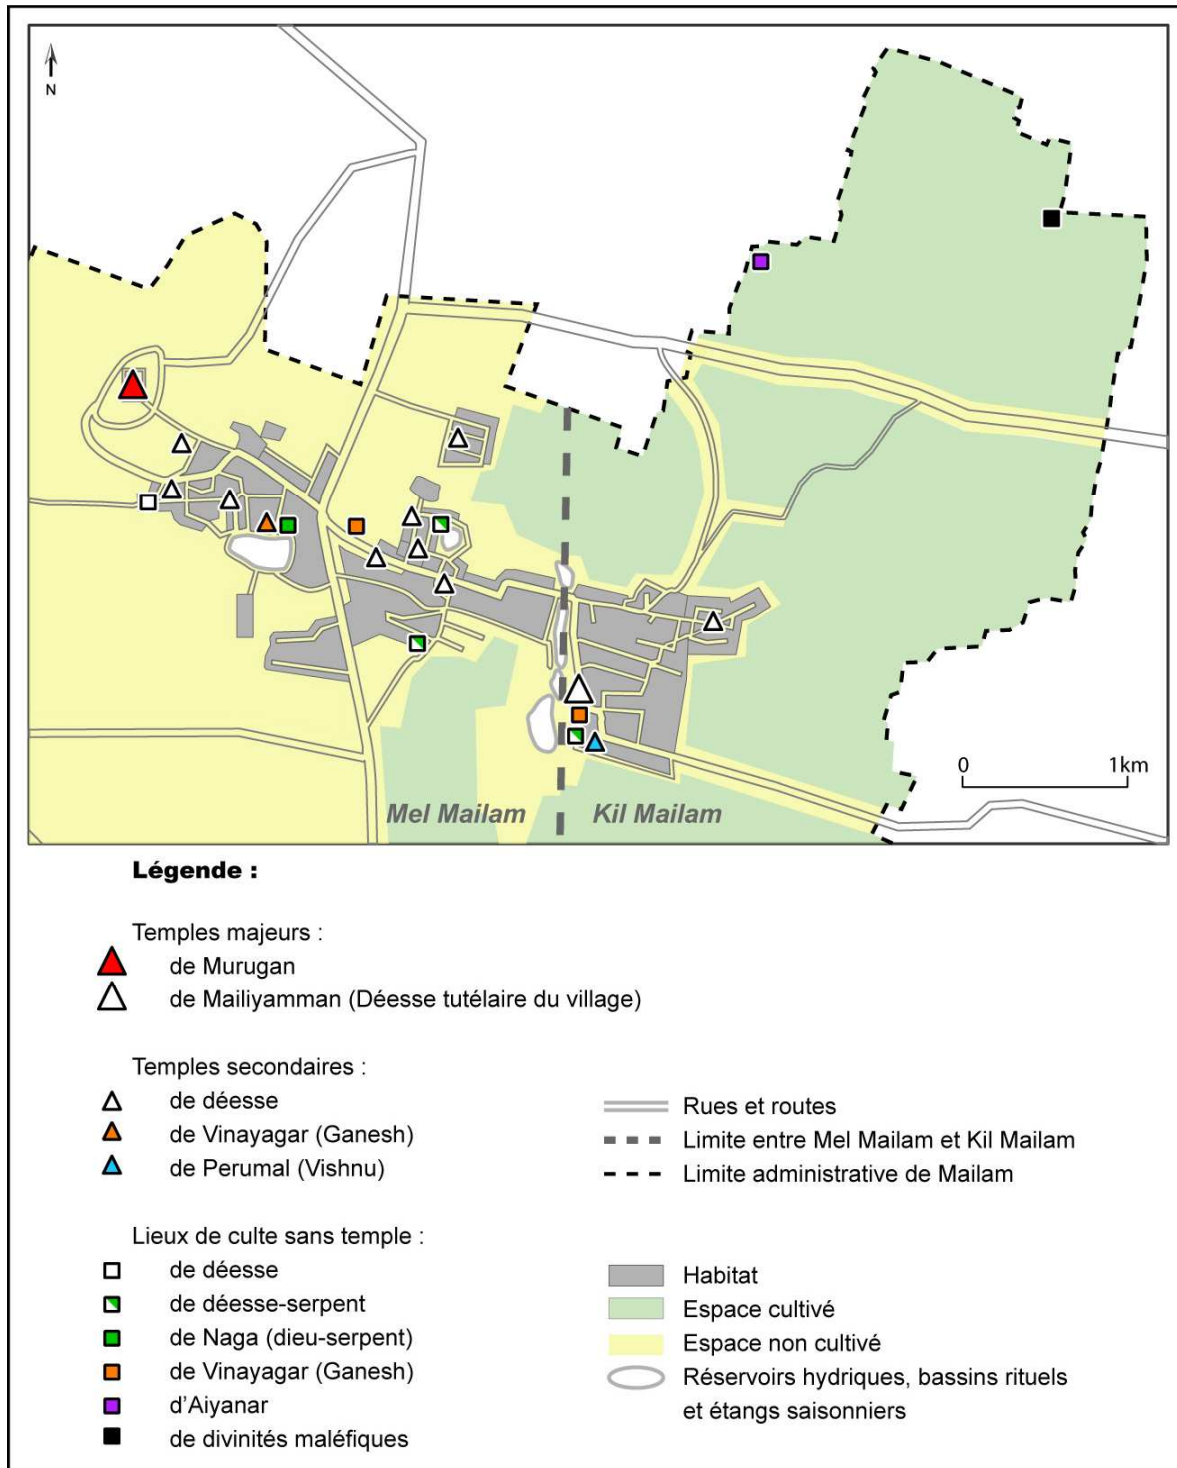 N
0 1km
Mel Mailam Kil Mailam
Légende :
Temples majeurs :
de Murugan
de Mailiyamman (Déesse tutélaire du village)
Temples secondaires :
de déesse
de Vinayagar (Ganesh)
de Perumal (Vishnu)
Rues et routes
Limite entre Mel Mailam et Kil Mailam
Limite administrative de Mailam
Lieux de culte sans temple :
de déesse
de déesse-serpent
de Naga (dieu-serpent)
de Vinayagar (Ganesh)
d'Aiyanar
de divinités maléfiques
Habitat
Espace cultivé
Espace non cultivé
Réservoirs hydriques, bassins rituels
et étangs saisonniers